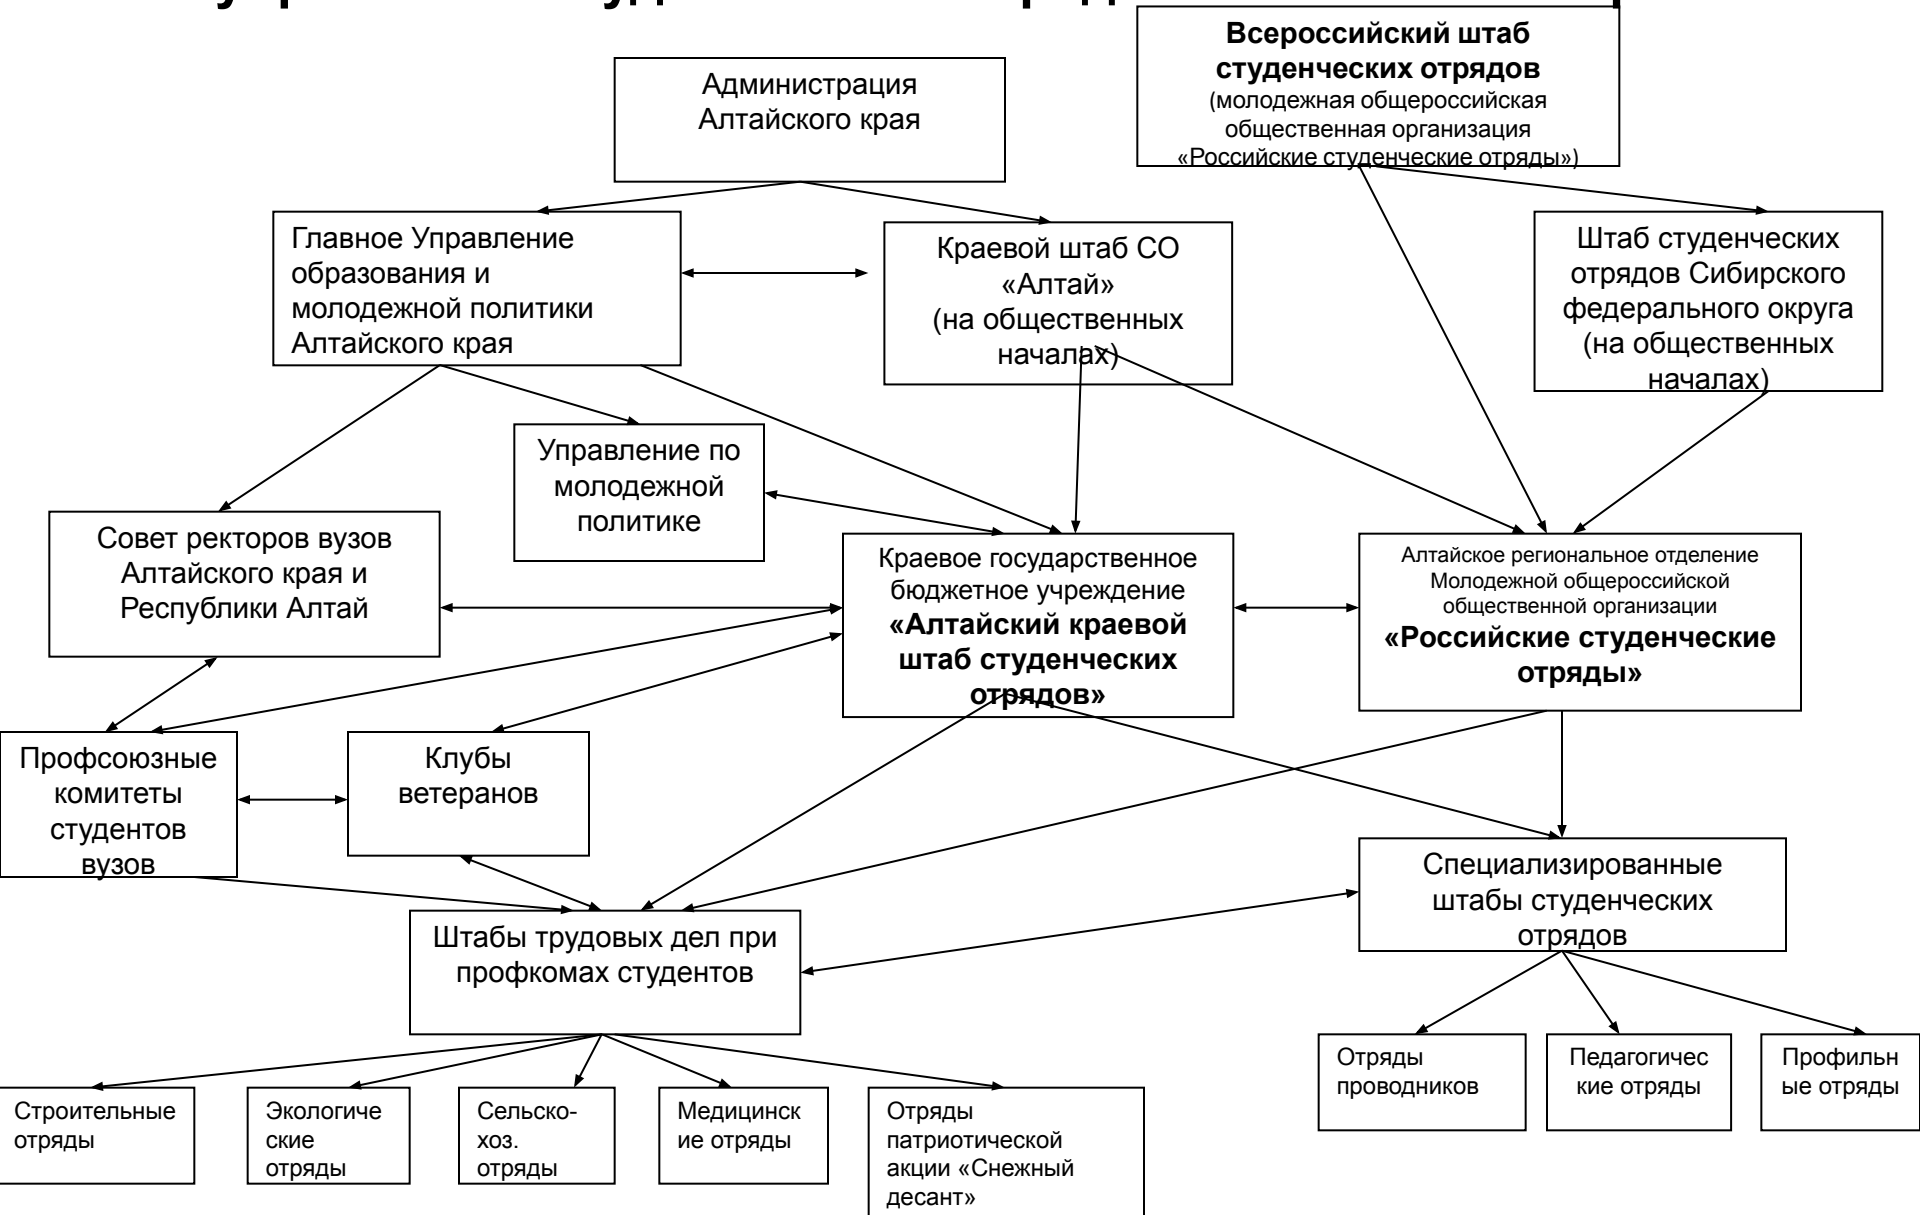 Всероссийский штаб
студенческих отрядов
(молодежная общероссийская
общественная организация
«Российские студенческие отряды»)
Администрация
Алтайского края
Главное Управление
образования и
молодежной политики
Алтайского края
Краевой штаб СО
«Алтай»
(на общественных
началах)
Штаб студенческих
отрядов Сибирского
федерального округа
(на общественных
началах)
Управление по
молодежной
политике
Совет ректоров вузов
Алтайского края и
Республики Алтай
Краевое государственное
бюджетное учреждение
«Алтайский краевой
штаб студенческих
отрядов»
Алтайское региональное отделение
Молодежной общероссийской
общественной организации
«Российские студенческие
отряды»
Профсоюзные
комитеты
студентов
вузов
Клубы
ветеранов
Специализированные
штабы студенческих
отрядов
Штабы трудовых дел при
профкомах студентов
Отряды
проводников
Педагогичес
кие отряды
Профильн
ые отряды
Строительные
отряды
Экологиче
ские
отряды
Сельско-
хоз.
отряды
Медицинск
ие отряды
Отряды
патриотической
акции «Снежный
десант»